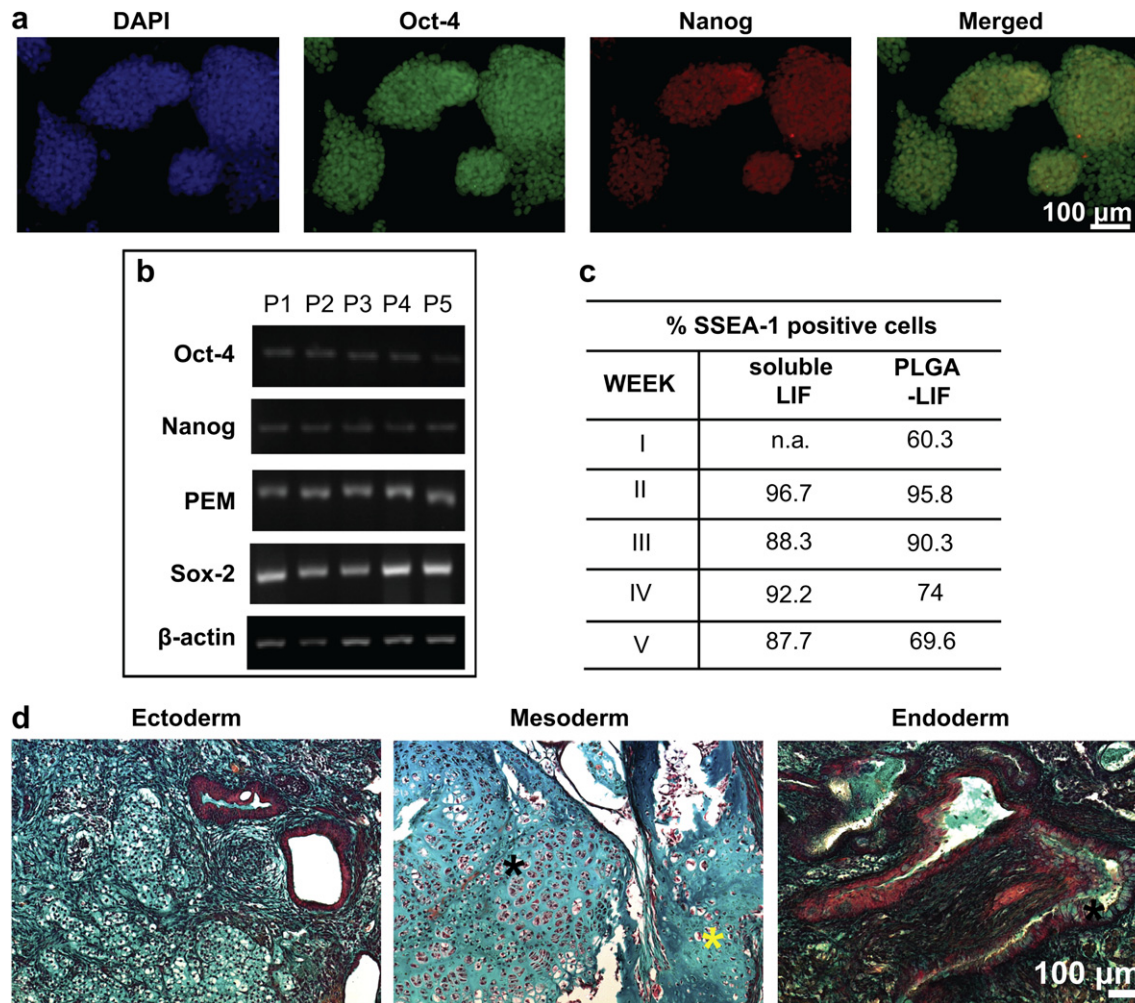 a
DAPI Oct-4 Nanog Merged
100 µm
b
P1 P2 P3 P4 P5
Oct-4
Nanog
PEM
Sox-2
β-actin
c
% SSEA-1 positive cells
WEEK soluble LIF PLGA -LIF
I n.a. 60.3
II 96.7 95.8
III 88.3 90.3
IV 92.2 74
V 87.7 69.6
d
Ectoderm Mesoderm Endoderm
* * *
100 µm